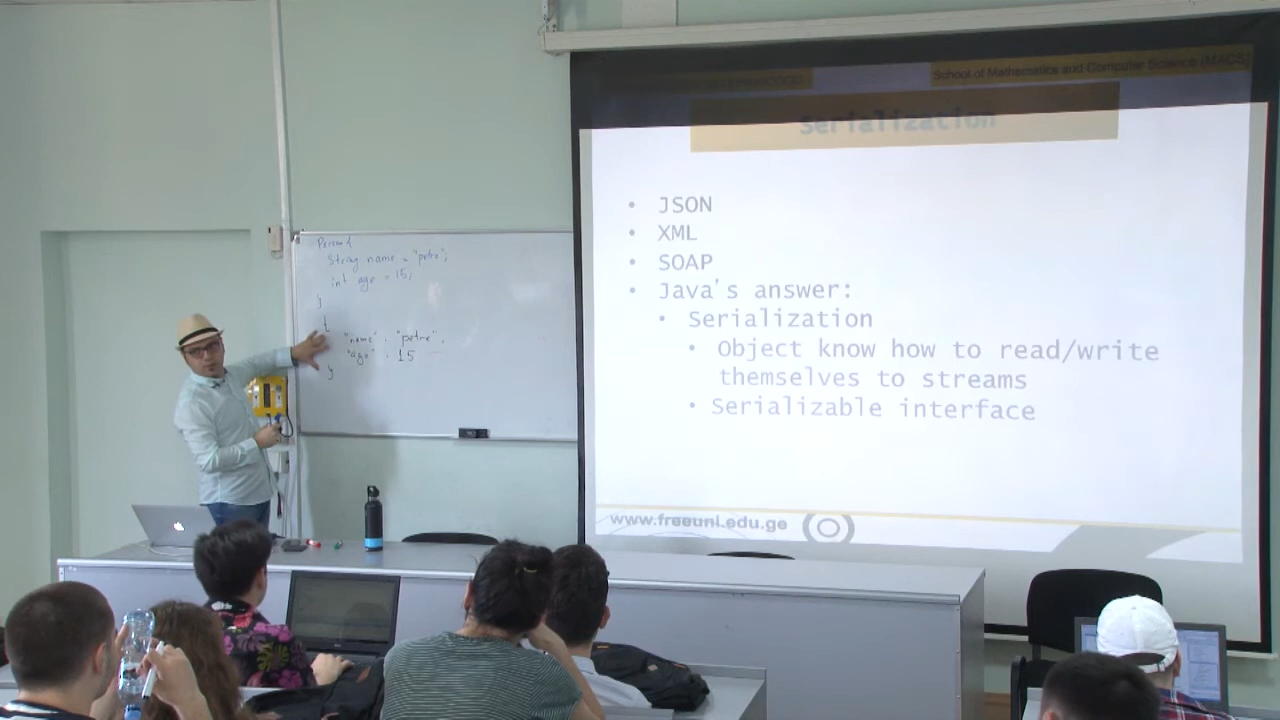 Person {
String name = "petre";
int age = 15;
}
{
"name" : "petre",
"age" : 15
}
School of Mathematics and Computer Science (MACS)
Serialization
• JSON
• XML
• SOAP
• Java's answer:
• Serialization
• Object know how to read/write
themselves to streams
• Serializable interface
www.freeuni.edu.ge